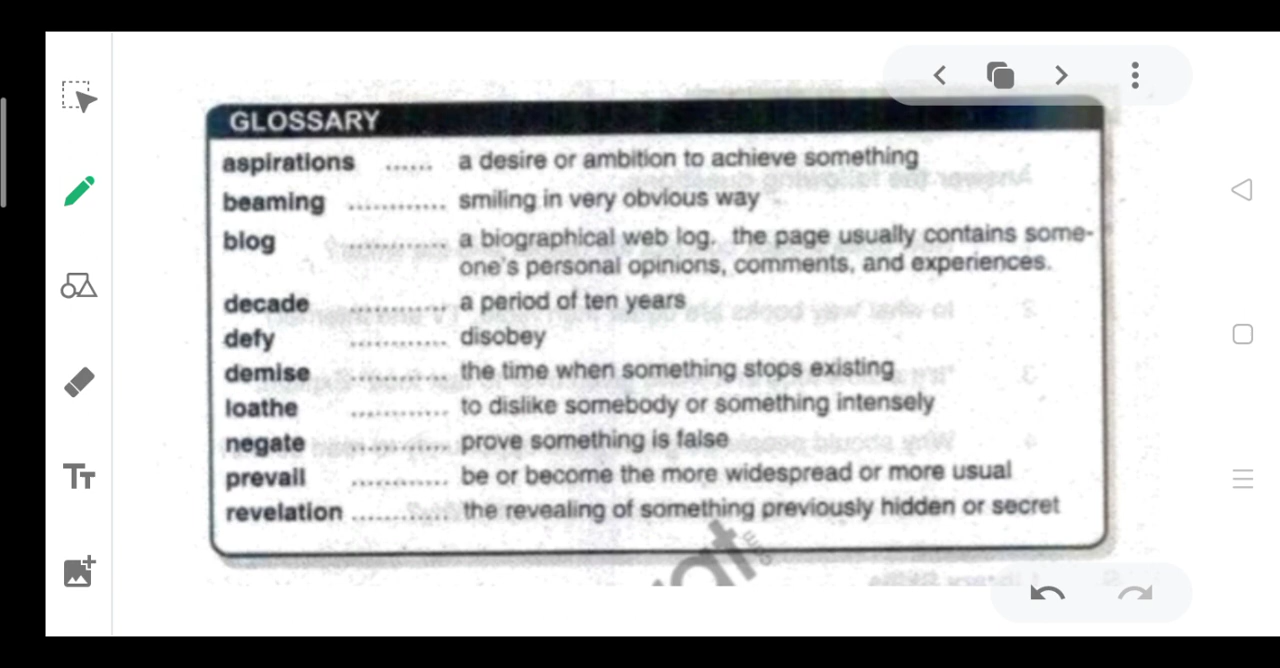 GLOSSARY
aspirations ...... a desire or ambition to achieve something
beaming ............ smiling in very obvious way
blog ............ a biographical web log. the page usually contains some-
one's personal opinions, comments, and experiences.
decade ............ a period of ten years
defy ............ disobey
demise ............ the time when something stops existing
loathe ............ to dislike somebody or something intensely
negate ............ prove something is false
prevail ............ be or become the more widespread or more usual
revelation ............ the revealing of something previously hidden or secret
TT